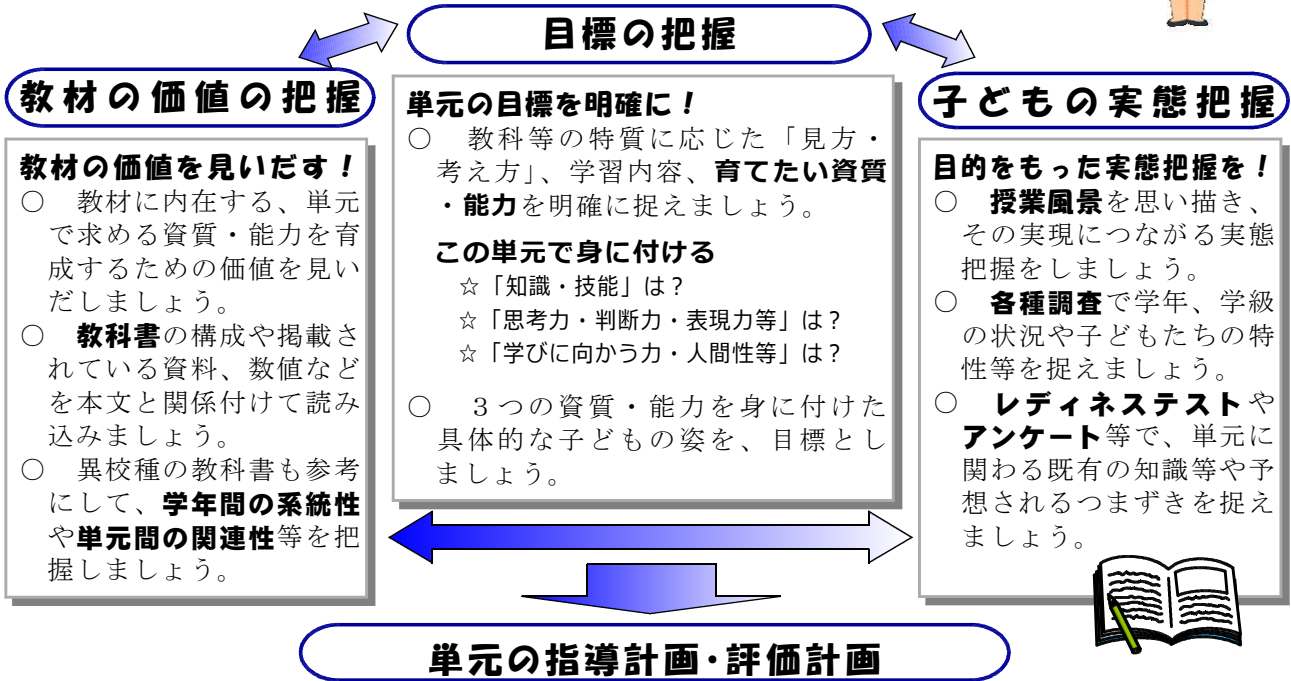 目標の把握
教材の価値の把握
教材の価値を見いだす!
○ 教材に内在する、単元
で求める資質・能力を育
成するための価値を見い
だしましょう。
○ 教科書の構成や掲載さ
れている資料、数値など
を本文と関係付けて読み
込みましょう。
○ 異校種の教科書も参考
にして、学年間の系統性
や単元間の関連性等を把
握しましょう。
単元の目標を明確に!
○ 教科等の特質に応じた「見方・
考え方」、学習内容、育てたい資質
・能力を明確に捉えましょう。
この単元で身に付ける
☆「知識・技能」は?
☆「思考力・判断力・表現力等」は?
☆「学びに向かう力・人間性等」は?
○ 3つの資質・能力を身に付けた
具体的な子どもの姿を、目標とし
ましょう。
子どもの実態把握
目的をもった実態把握を!
○ 授業風景を思い描き、
その実現につながる実態
把握をしましょう。
○ 各種調査で学年、学級
の状況や子どもたちの特
性等を捉えましょう。
○ レディネステストや
アンケート等で、単元に
関わる既有の知識等や予
想されるつまずきを捉え
ましょう。
単元の指導計画・評価計画